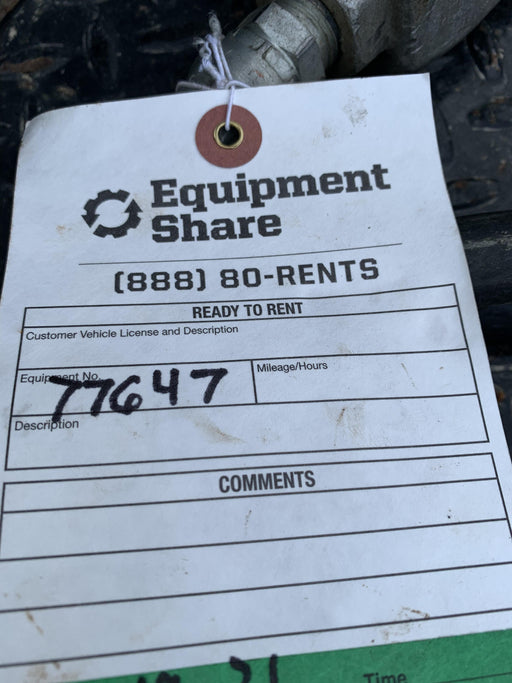 Equipment
Share
(888) 80-RENTS
READY TO RENT
Customer Vehicle License and Description
Equipment No. 77647
Mileage/Hours
Description
COMMENTS
Time